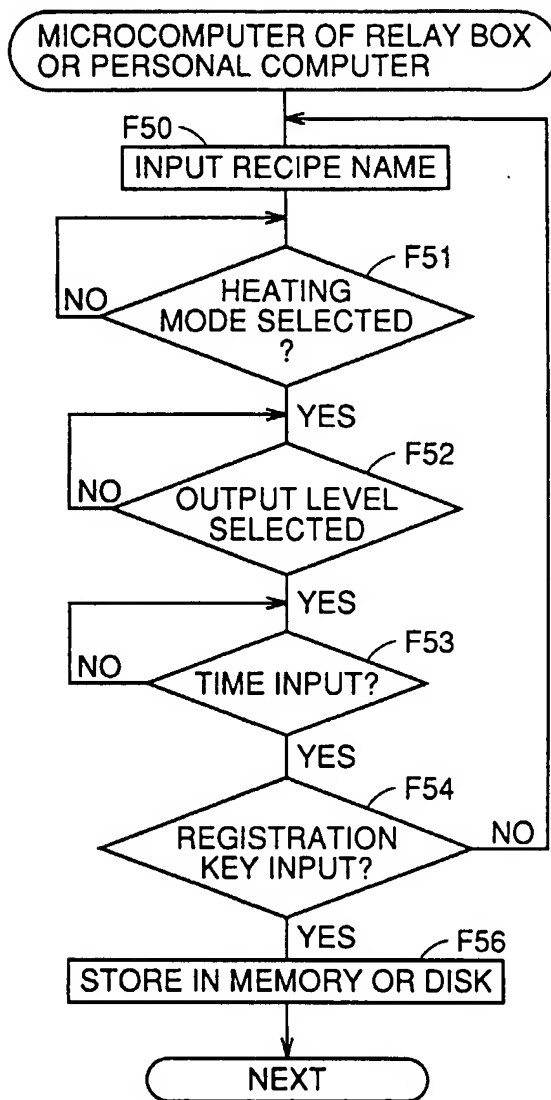 MICROCOMPUTER OF RELAY BOX
OR PERSONAL COMPUTER
F50
INPUT RECIPE NAME
F51
HEATING
MODE SELECTED
?
NO
YES
F52
OUTPUT LEVEL
SELECTED
NO
YES
F53
TIME INPUT?
NO
YES
F54
REGISTRATION
KEY INPUT?
NO
YES
F56
STORE IN MEMORY OR DISK
NEXT